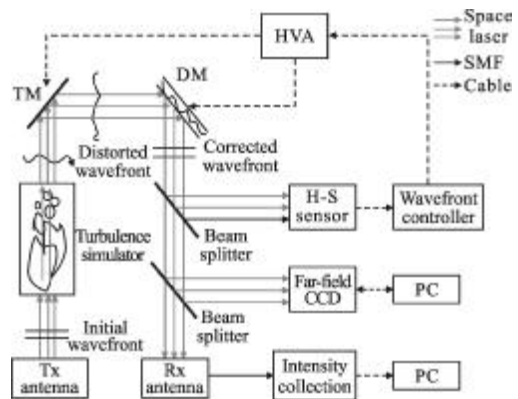 HVA
Space
laser
SMF
Cable
TM
DM
Distorted
wavefront
Corrected
wavefront
H-S
sensor
Wavefront
controller
Turbulence
simulator
Beam
splitter
Far-field
CCD
PC
Initial
wavefront
Beam
splitter
Tx
antenna
Rx
antenna
Intensity
collection
PC